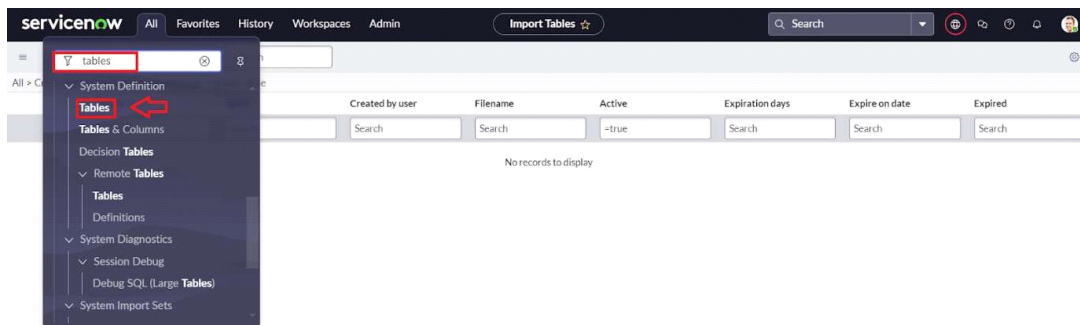 servicenow All Favorites History Workspaces Admin Import Tables Search
tables
All > C
System Definition
Created by user Filename Active Expiration days Expire on date Expired
Tables
Search Search =true Search Search Search
Tables & Columns
Decision Tables
No records to display
Remote Tables
Tables
Definitions
System Diagnostics
Session Debug
Debug SQL (Large Tables)
System Import Sets